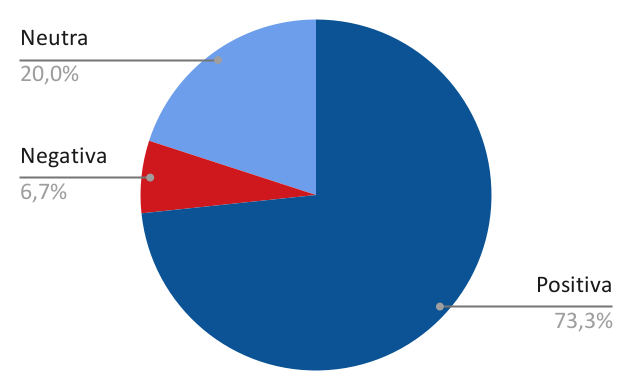 Neutra
20,0%
Negativa
6,7%
Positiva
73,3%